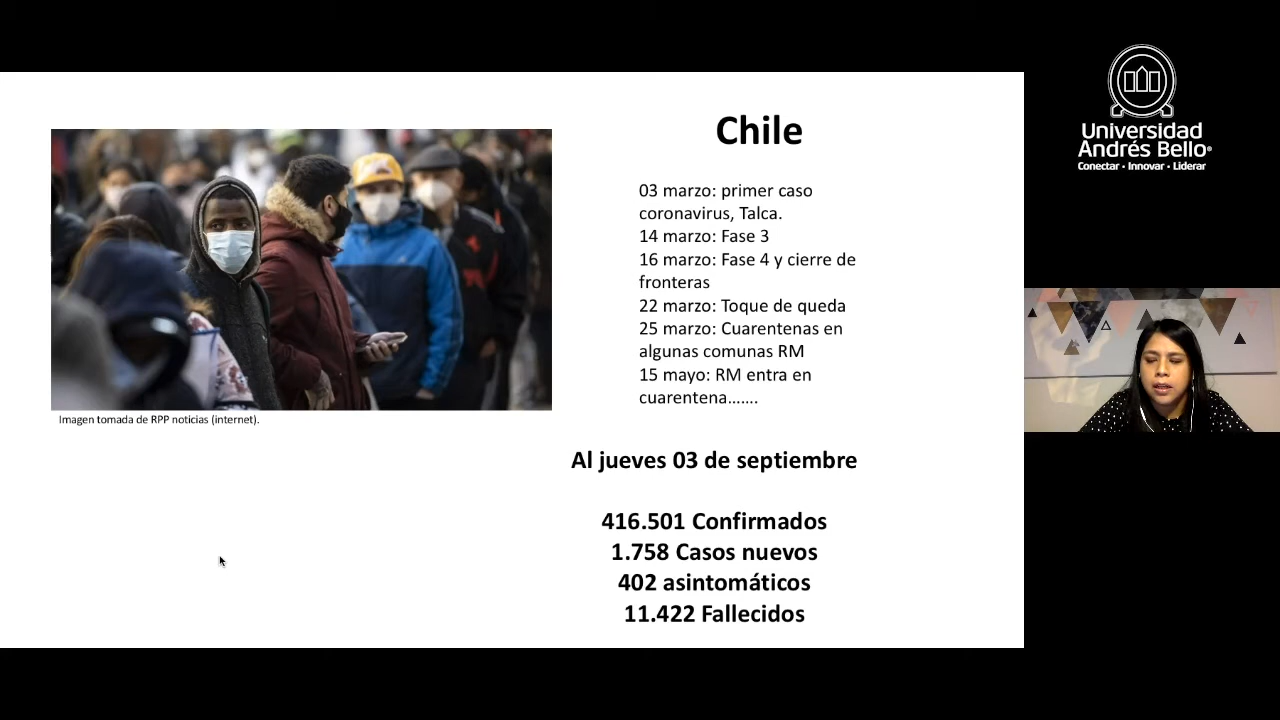 Chile
03 marzo: primer caso
coronavirus, Talca.
14 marzo: Fase 3
16 marzo: Fase 4 y cierre de
fronteras
22 marzo: Toque de queda
25 marzo: Cuarentenas en
algunas comunas RM
15 mayo: RM entra en
cuarentena.......
Imagen tomada de RPP noticias (internet).
Al jueves 03 de septiembre
416.501 Confirmados
1.758 Casos nuevos
402 asintomáticos
11.422 Fallecidos
Universidad
Andrés Bello®
Conectar • Innovar • Liderar